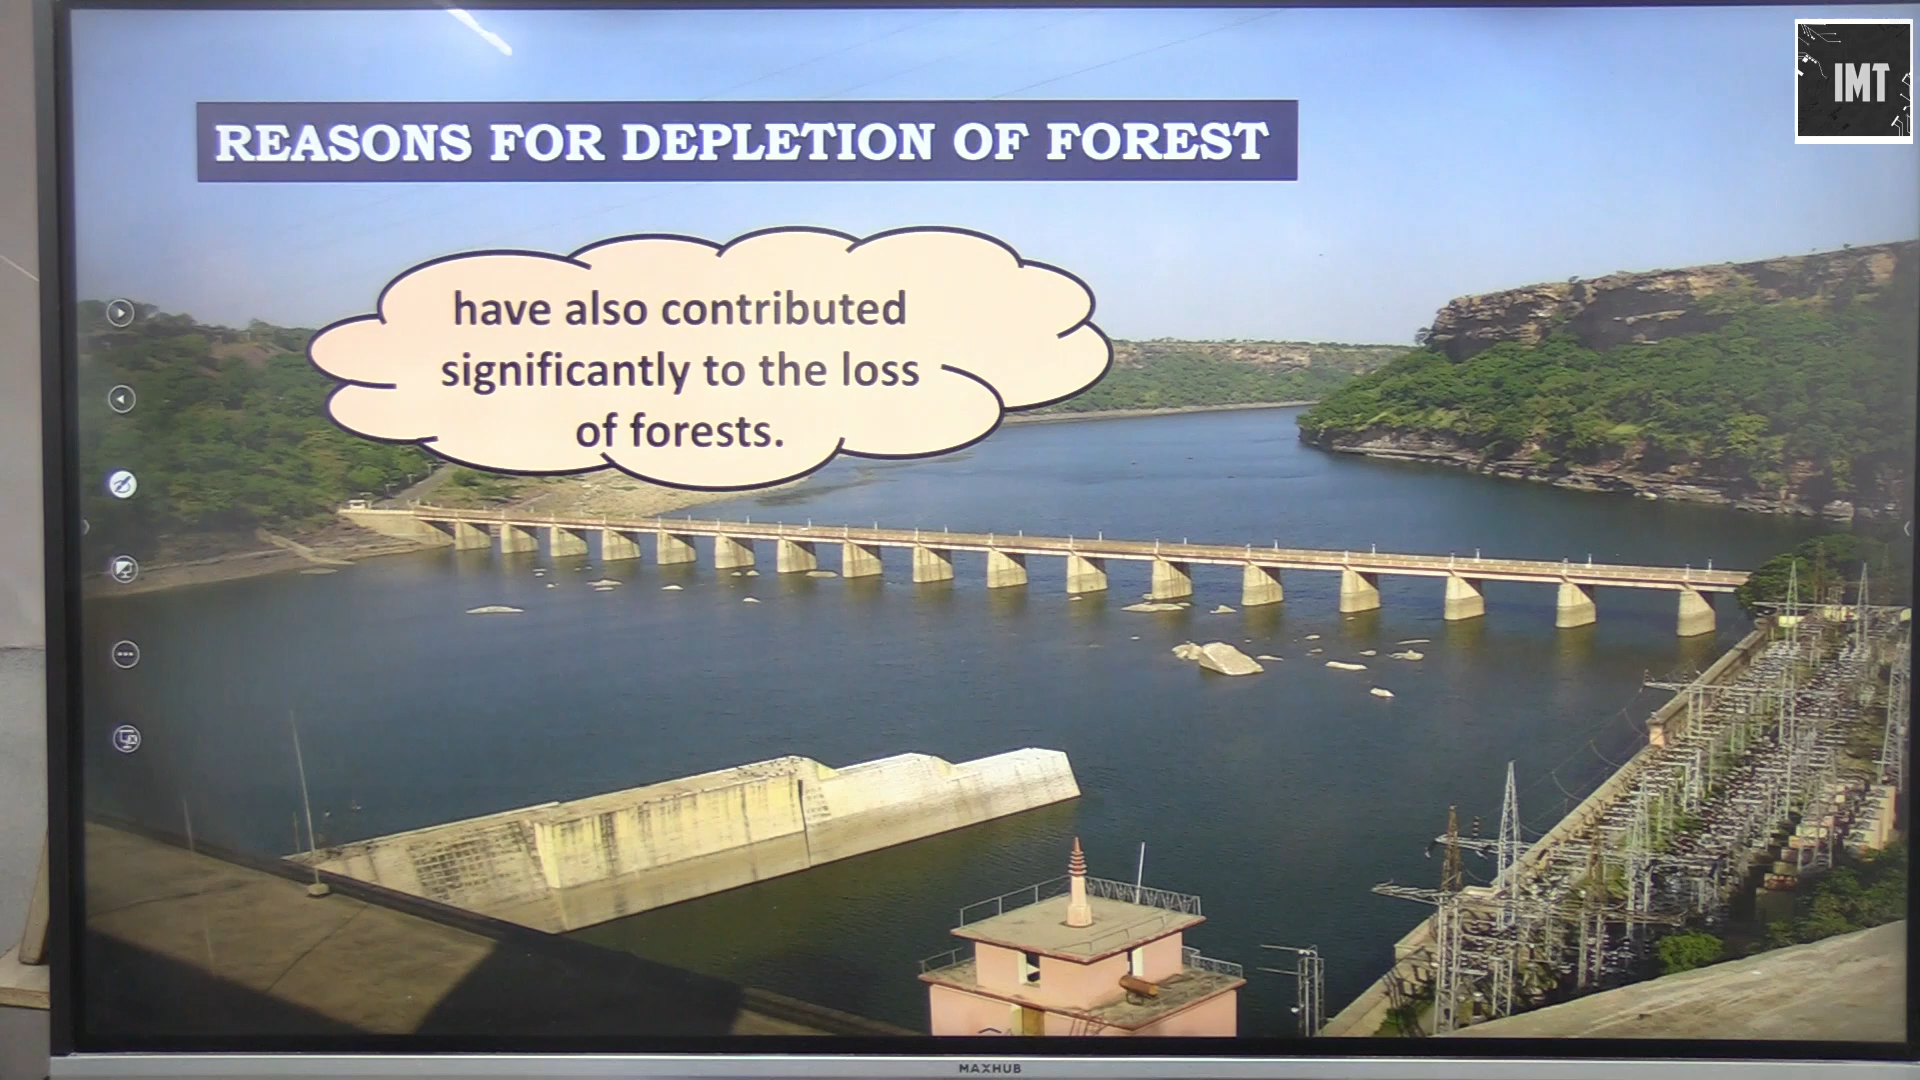 IMT
REASONS FOR DEPLETION OF FOREST
have also contributed
significantly to the loss
of forests.
MAXHUB